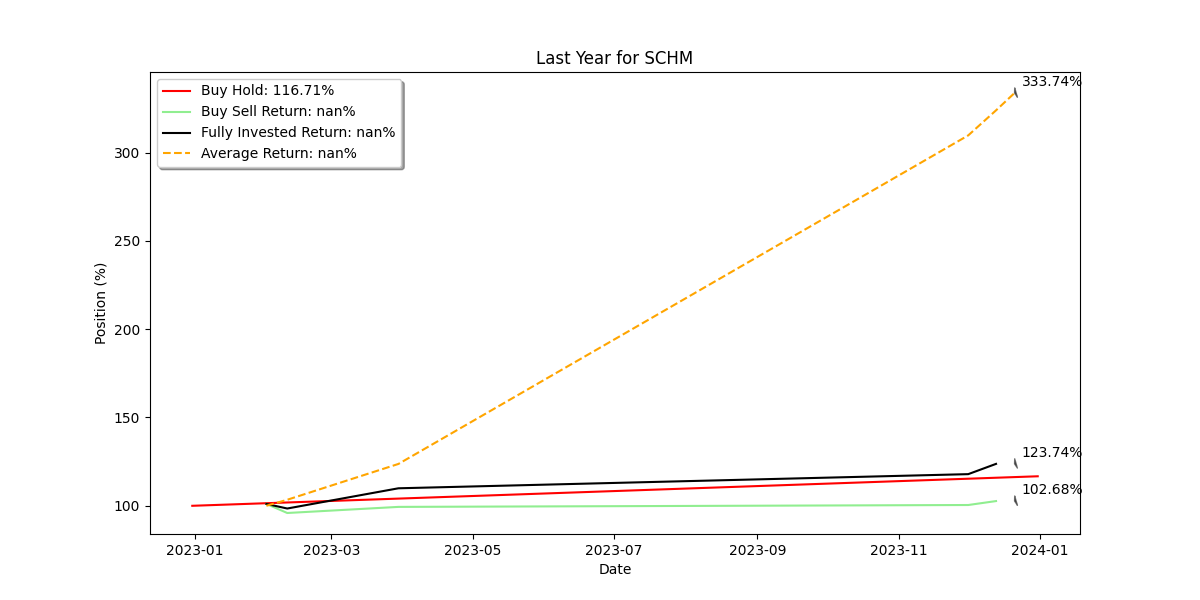 Last Year for SCHM
Buy Hold: 116.71%
Buy Sell Return: nan%
Fully Invested Return: nan%
Average Return: nan%
333.74%
123.74%
102.68%
Position (%)
300
250
200
150
100
2023-01
2023-03
2023-05
2023-07
2023-09
2023-11
2024-01
Date